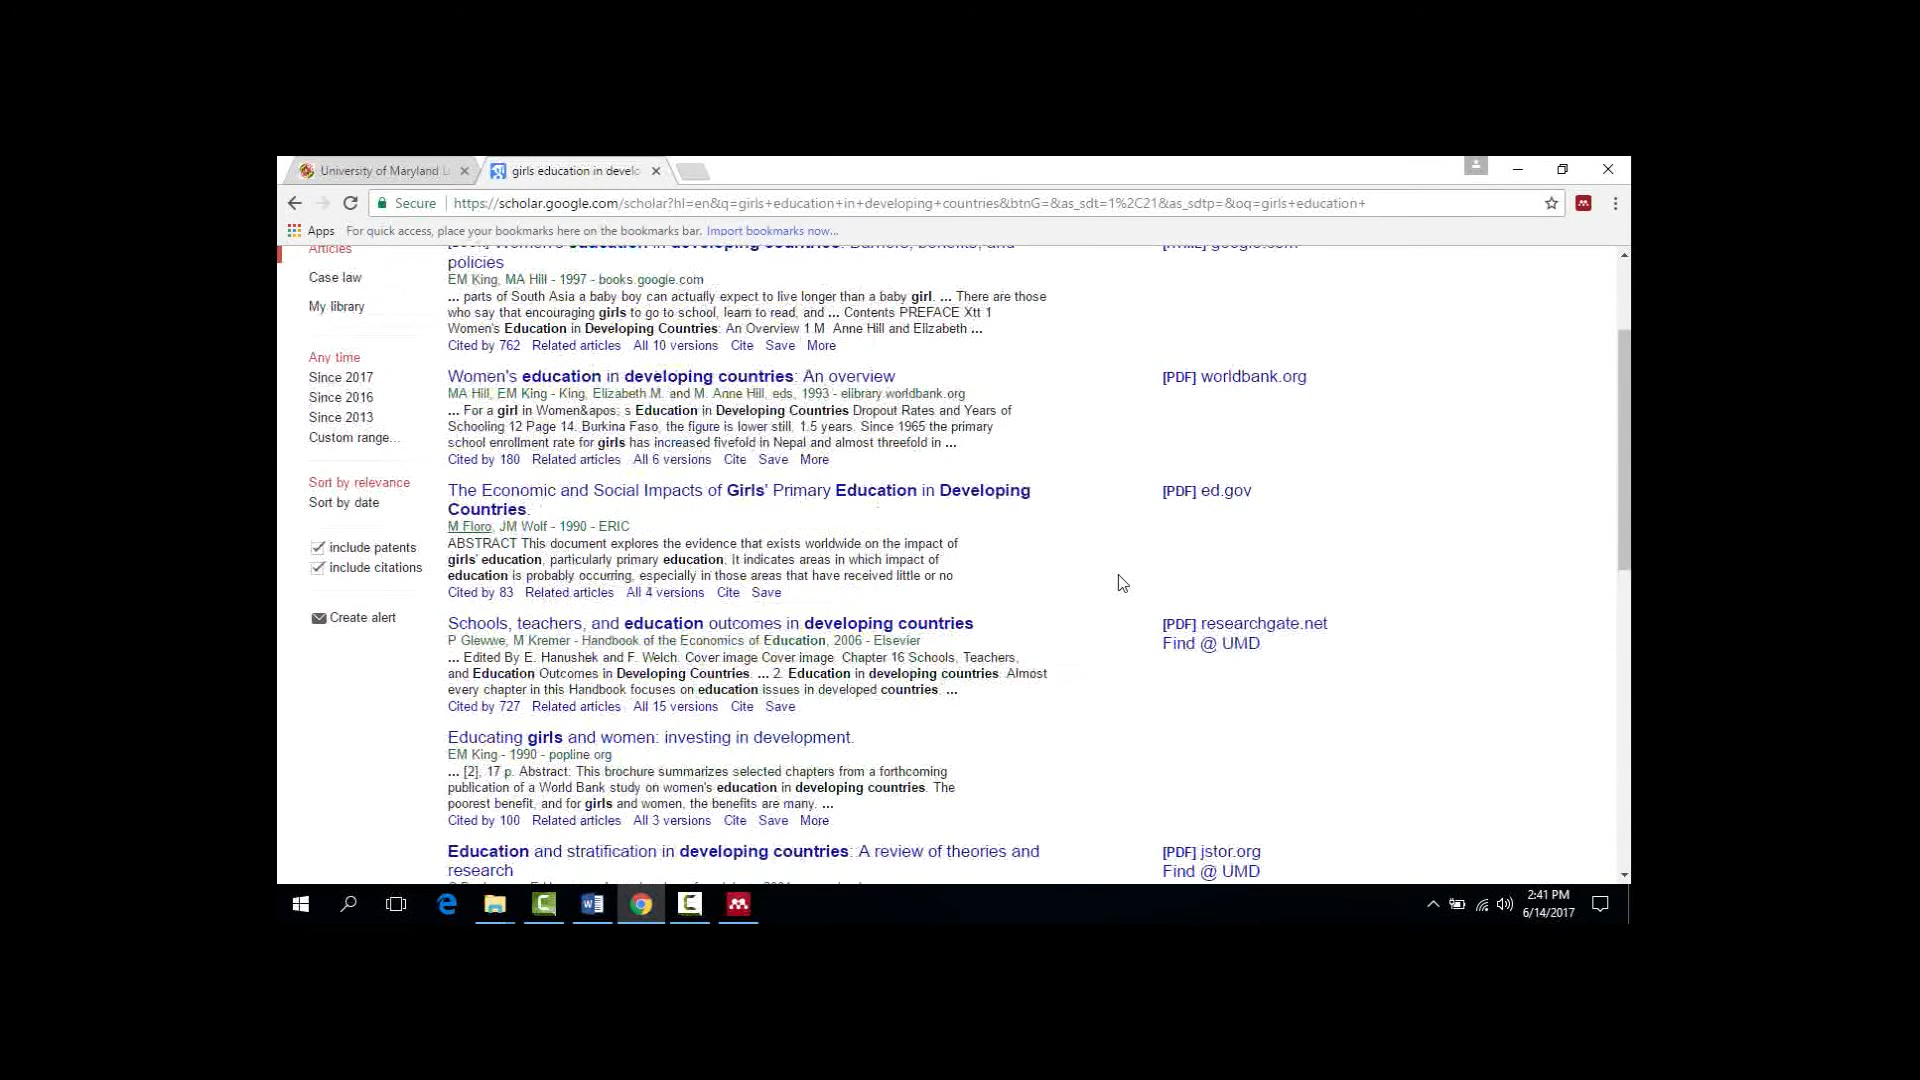 University of Maryland L
girls education in develo
Secure https://scholar.google.com/scholar?hl=en&q=girls+education+in+developing+countries&btnG=&as_sdt=1%2C21&as_sdtp=&oq=girls+education+
Apps For quick access, place your bookmarks here on the bookmarks bar. Import bookmarks now...
Articles
Case law
My library
Any time
Since 2017
Since 2016
Since 2013
Custom range...
Sort by relevance
Sort by date
include patents
include citations
Create alert
education in developing countries: Barriers, benefits, and
policies
EM King, MA Hill - 1997 - books.google.com
... parts of South Asia a baby boy can actually expect to live longer than a baby girl. ... There are those
who say that encouraging girls to go to school, learn to read, and ... Contents PREFACE Xtt 1
Women's Education in Developing Countries: An Overview 1 M Anne Hill and Elizabeth ...
Cited by 762 Related articles All 10 versions Cite Save More
google.com
Women's education in developing countries: An overview
MA Hill, EM King - King, Elizabeth M. and M. Anne Hill, eds, 1993 - elibrary.worldbank.org
... For a girl in Women&apos; s Education in Developing Countries Dropout Rates and Years of
Schooling 12 Page 14. Burkina Faso, the figure is lower still. 1.5 years. Since 1965 the primary
school enrollment rate for girls has increased fivefold in Nepal and almost threefold in ...
Cited by 180 Related articles All 6 versions Cite Save More
[PDF] worldbank.org
The Economic and Social Impacts of Girls' Primary Education in Developing
Countries.
M Floro, JM Wolf - 1990 - ERIC
ABSTRACT This document explores the evidence that exists worldwide on the impact of
girls' education, particularly primary education. It indicates areas in which impact of
education is probably occurring, especially in those areas that have received little or no
Cited by 83 Related articles All 4 versions Cite Save
[PDF] ed.gov
Schools, teachers, and education outcomes in developing countries
P Glewwe, M Kremer - Handbook of the Economics of Education, 2006 - Elsevier
... Edited By E. Hanushek and F. Welch. Cover image Cover image. Chapter 16 Schools, Teachers,
and Education Outcomes in Developing Countries. ... 2. Education in developing countries. Almost
every chapter in this Handbook focuses on education issues in developed countries. ...
Cited by 727 Related articles All 15 versions Cite Save
[PDF] researchgate.net
Find @ UMD
Educating girls and women: investing in development.
EM King - 1990 - popline.org
... [2], 17 p. Abstract: This brochure summarizes selected chapters from a forthcoming
publication of a World Bank study on women's education in developing countries. The
poorest benefit, and for girls and women, the benefits are many. ...
Cited by 100 Related articles All 3 versions Cite Save More
Education and stratification in developing countries: A review of theories and
research
[PDF] jstor.org
Find @ UMD
2:41 PM
6/14/2017